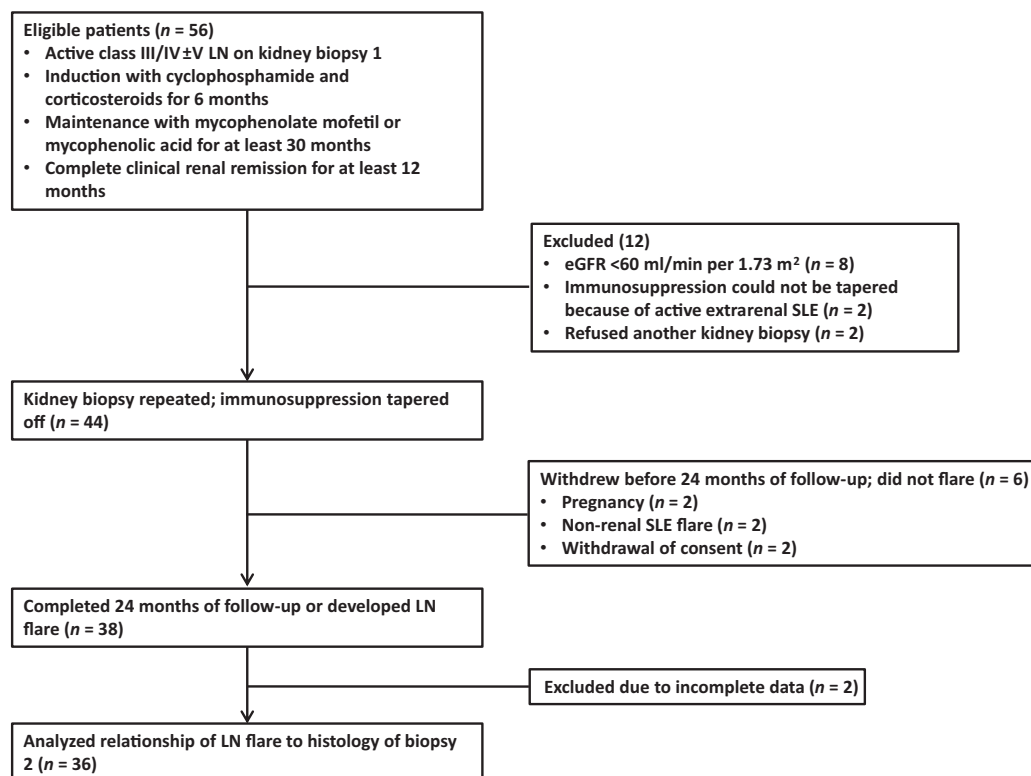 Eligible patients (n = 56)
• Active class III/IV±V LN on kidney biopsy 1
• Induction with cyclophosphamide and
corticosteroids for 6 months
• Maintenance with mycophenolate mofetil or
mycophenolic acid for at least 30 months
• Complete clinical renal remission for at least 12
months
Excluded (12)
• eGFR <60 ml/min per 1.73 m² (n = 8)
• Immunosuppression could not be tapered
because of active extrarenal SLE (n = 2)
• Refused another kidney biopsy (n = 2)
Kidney biopsy repeated; immunosuppression tapered
off (n = 44)
Withdrew before 24 months of follow-up; did not flare (n = 6)
• Pregnancy (n = 2)
• Non-renal SLE flare (n = 2)
• Withdrawal of consent (n = 2)
Completed 24 months of follow-up or developed LN
flare (n = 38)
Excluded due to incomplete data (n = 2)
Analyzed relationship of LN flare to histology of biopsy
2 (n = 36)